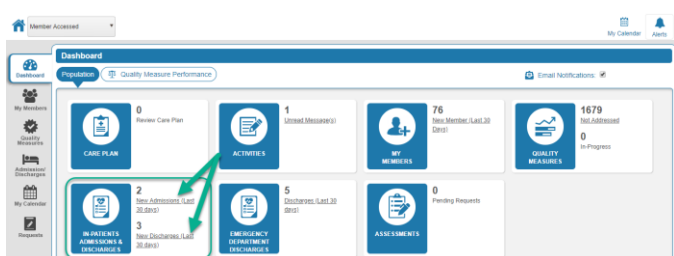 Member Accessed
My Calendar
Alerts
Dashboard
Population
Quality Measure Performance
Email Notifications:
Dashboard
My Members
Quality
Measures
Admission/
Discharges
My Calendar
Requests
CARE PLAN
0
Review Care Plan
ACTIVITIES
1
Unread Message(s)
MY
MEMBERS
76
New Member (Last 30
Days)
QUALITY
MEASURES
1679
Not Addressed
0
In-Progress
IN-PATIENTS
ADMISSIONS &
DISCHARGES
2
New Admissions (Last
30 days)
3
New Discharges (Last
30 days)
EMERGENCY
DEPARTMENT
DISCHARGES
5
Discharges (Last 30
days)
ASSESSMENTS
0
Pending Requests